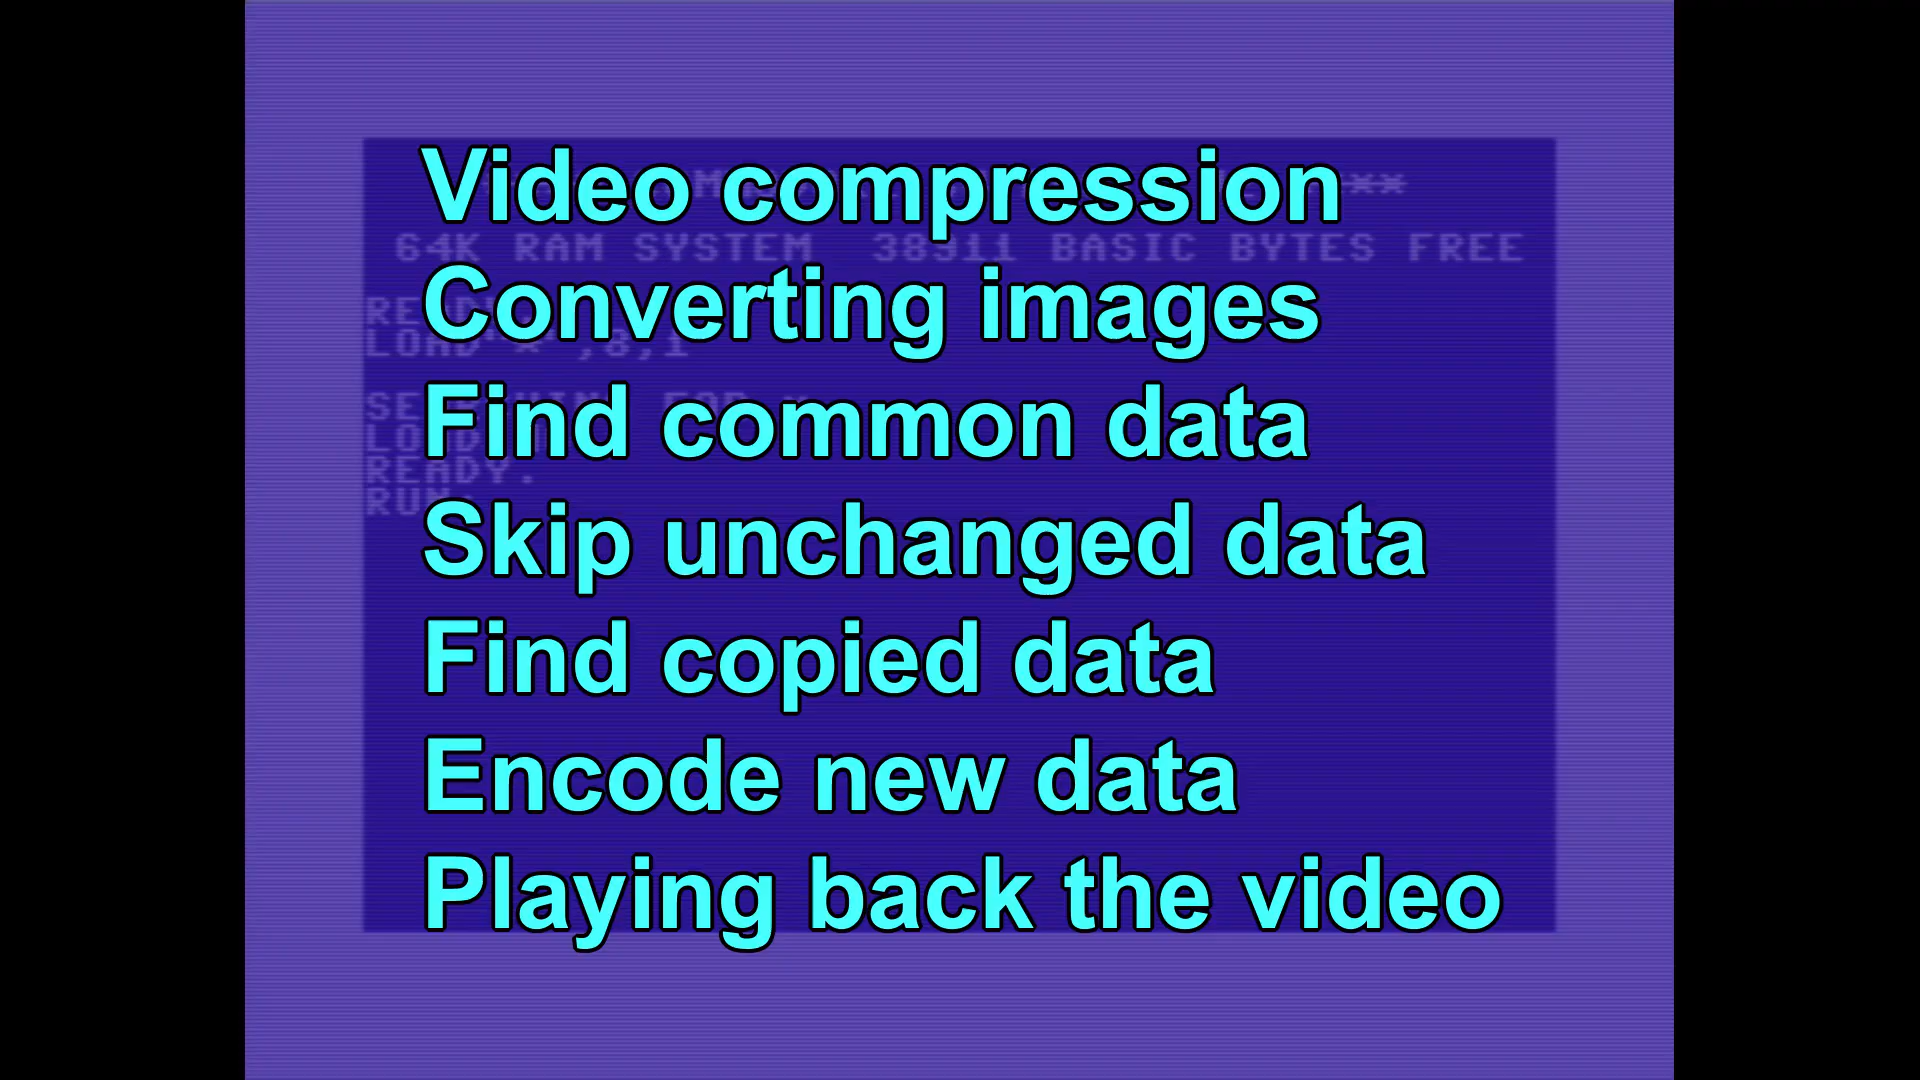 Video compression
64K RAM SYSTEM 38911 BASIC BYTES FREE
Converting images
Find common data
READY.
Skip unchanged data
Find copied data
Encode new data
Playing back the video